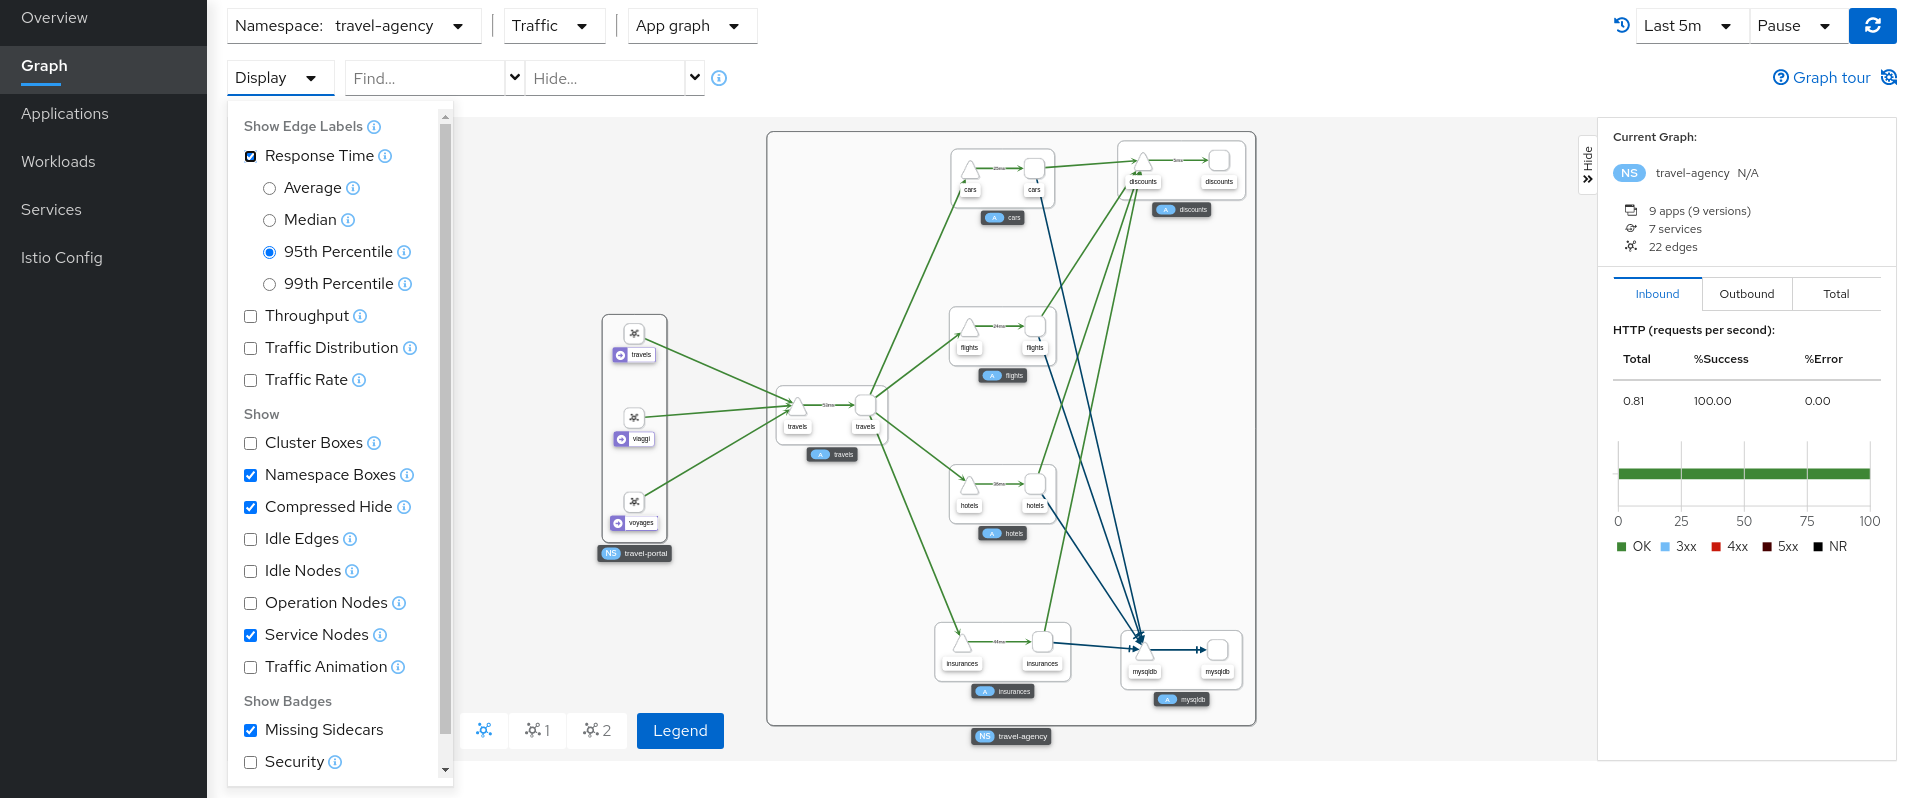 Overview
Graph
Applications
Workloads
Services
Istio Config
Namespace: travel-agency
Traffic
App graph
Last 5m
Pause
Display
Find...
Hide...
Graph tour
Show Edge Labels
Response Time
Average
Median
95th Percentile
99th Percentile
Throughput
Traffic Distribution
Traffic Rate
Show
Cluster Boxes
Namespace Boxes
Compressed Hide
Idle Edges
Idle Nodes
Operation Nodes
Service Nodes
Traffic Animation
Show Badges
Missing Sidecars
Security
travels
viaggi
voyages
NS travel-portal
travels
travels
A travels
cars
cars
A cars
discounts
discounts
A discounts
flights
flights
A flights
hotels
hotels
A hotels
insurances
insurances
A insurances
mysqldb
mysqldb
A mysqldb
NS travel-agency
1
2
Legend
Hide
Current Graph:
NS travel-agency N/A
9 apps (9 versions)
7 services
22 edges
Inbound
Outbound
Total
HTTP (requests per second):
Total %Success %Error
0.81 100.00 0.00
0 25 50 75 100
OK 3xx 4xx 5xx NR